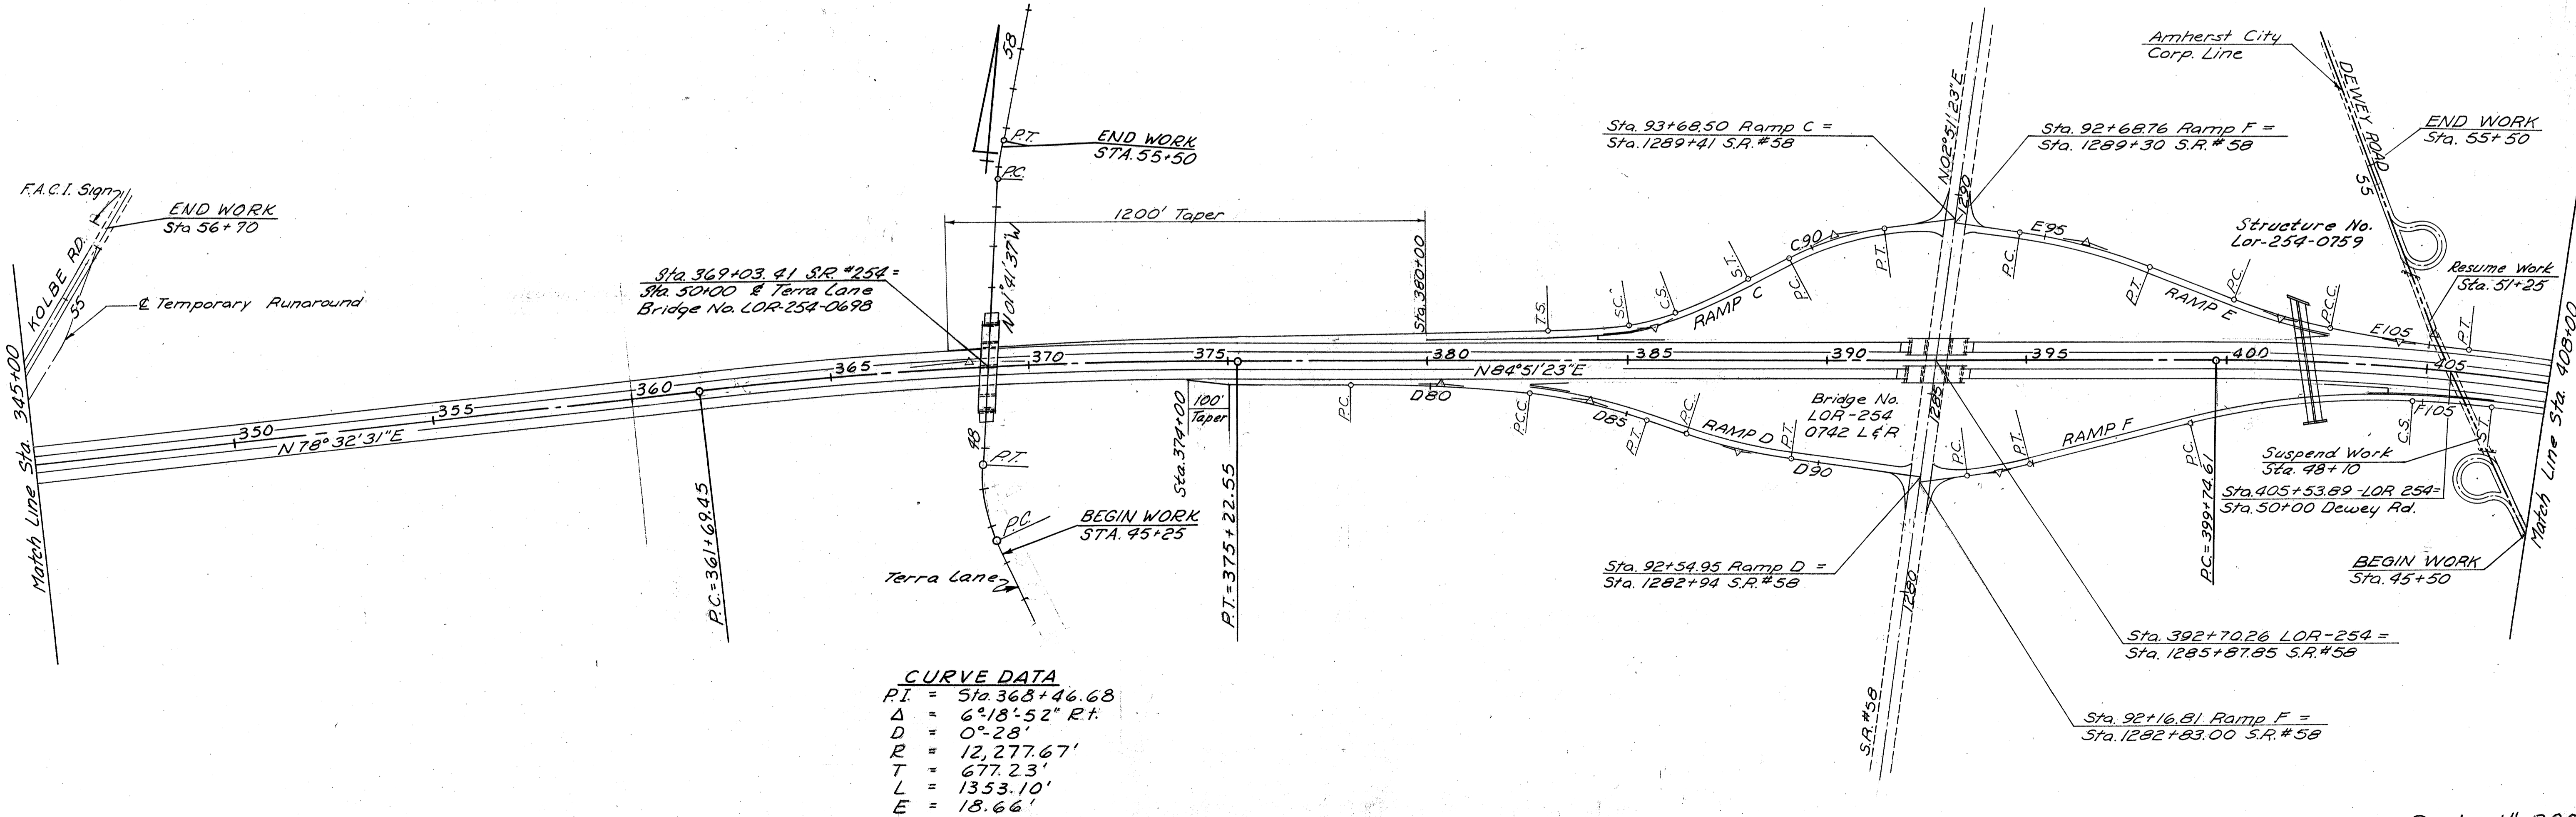 F.A.C.I. Sign
END WORK
Sta 56+70
KOLBE RD.
55
℄ Temporary Runaround
Match Line Sta. 345+00
350
355
360
365
370
375
380
385
390
395
400
405
N 78° 32' 31" E
P.C.=361+69.45
58
P.T.
END WORK
STA. 55+50
P.C.
N01°41'37"W
1200' Taper
Sta. 369+03.41 S.R. #254 =
Sta. 50+00 ℄ Terra Lane
Bridge No. LOR-254-0698
48
P.T.
P.C.
BEGIN WORK
STA. 45+25
Terra Lane
Sta. 374+00
100'
Taper
P.T.=375+22.55
Sta. 380+00
N84°51'23"E
T.S.
S.C.
C.S.
RAMP C
S.T.
P.C.
C90
P.T.
Sta. 93+68.50 Ramp C =
Sta. 1289+41 S.R. #58
N02°51'23"E
1290
Sta. 92+68.76 Ramp F =
Sta. 1289+30 S.R. #58
P.C.
E95
P.T.
RAMP E
P.C.
P.C.C.
E105
P.T.
Amherst City
Corp. Line
DEWEY ROAD
55
END WORK
Sta. 55+50
Structure No.
Lor-254-0759
Resume Work
Sta. 51+25
P.C.
D80
P.C.C.
D85
P.T.
P.C.
RAMP D
P.T.
D90
Bridge No.
LOR-254
0742 L & R
1285
P.C.
P.T.
RAMP F
P.C.
P.C.=399+74.61
C.S.
F105
S.T.
Suspend Work
Sta. 48+10
Sta. 405+53.89 -LOR 254=
Sta. 50+00 Dewey Rd.
BEGIN WORK
Sta. 45+50
Match Line Sta. 408+00
Sta. 92+54.95 Ramp D =
Sta. 1282+94 S.R. #58
1280
Sta. 392+70.26 LOR-254 =
Sta. 1285+87.85 S.R. #58
Sta. 92+16.81 Ramp F =
Sta. 1282+83.00 S.R. #58
S.R. #58
CURVE DATA
P.I. = Sta. 368+46.68
Δ = 6°-18'-52" Rt.
D = 0°-28'
R = 12,277.67'
T = 677.23'
L = 1353.10'
E = 18.66'